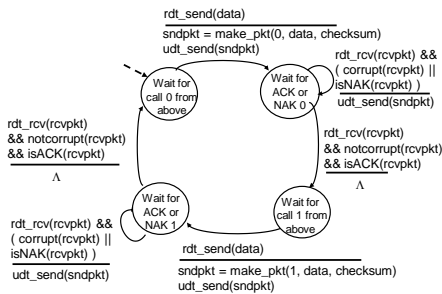 rdt_send(data)
sndpkt = make_pkt(0, data, checksum)
udt_send(sndpkt)
Wait for
call 0 from
above
Wait for
ACK or
NAK 0
rdt_rcv(rcvpkt) &&
( corrupt(rcvpkt) ||
isNAK(rcvpkt) )
udt_send(sndpkt)
rdt_rcv(rcvpkt)
&& notcorrupt(rcvpkt)
&& isACK(rcvpkt)
Λ
rdt_rcv(rcvpkt)
&& notcorrupt(rcvpkt)
&& isACK(rcvpkt)
Λ
Wait for
ACK or
NAK 1
Wait for
call 1 from
above
rdt_rcv(rcvpkt) &&
( corrupt(rcvpkt) ||
isNAK(rcvpkt) )
udt_send(sndpkt)
rdt_send(data)
sndpkt = make_pkt(1, data, checksum)
udt_send(sndpkt)